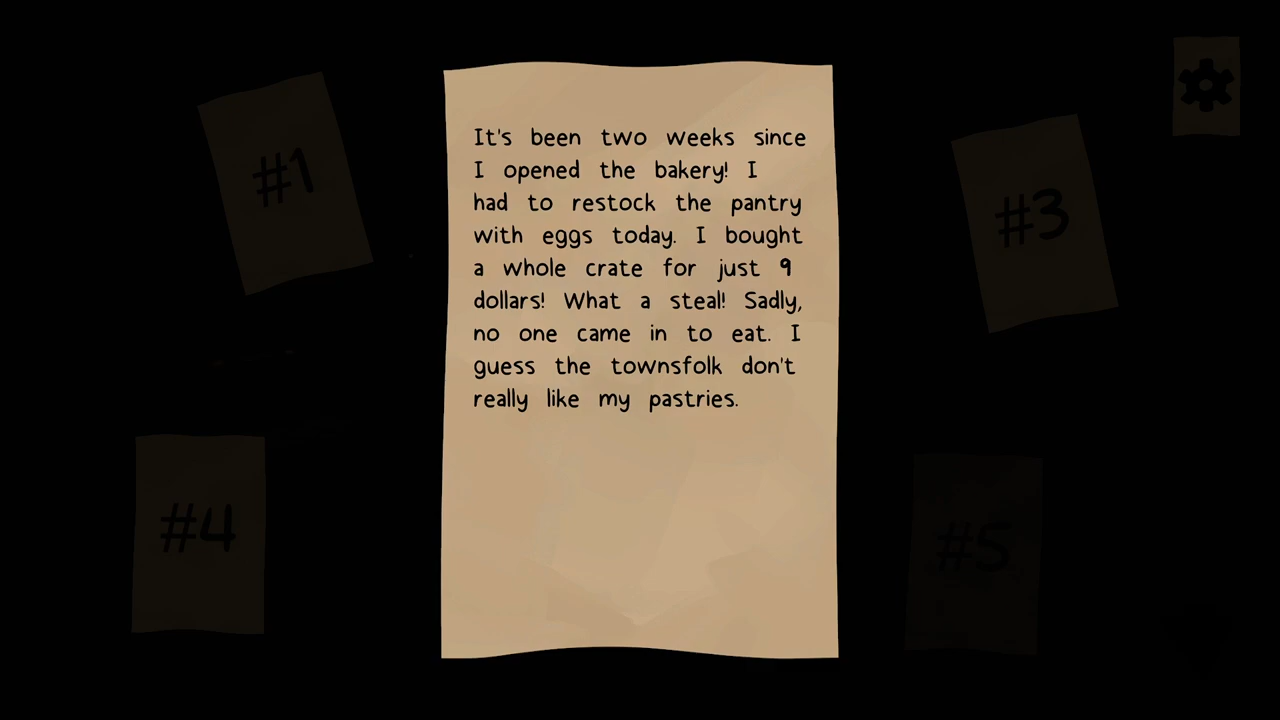 #1
It's been two weeks since
I opened the bakery! I
had to restock the pantry
with eggs today. I bought
a whole crate for just 9
dollars! What a steal! Sadly,
no one came in to eat. I
guess the townsfolk don't
really like my pastries.
#3
#4
#5